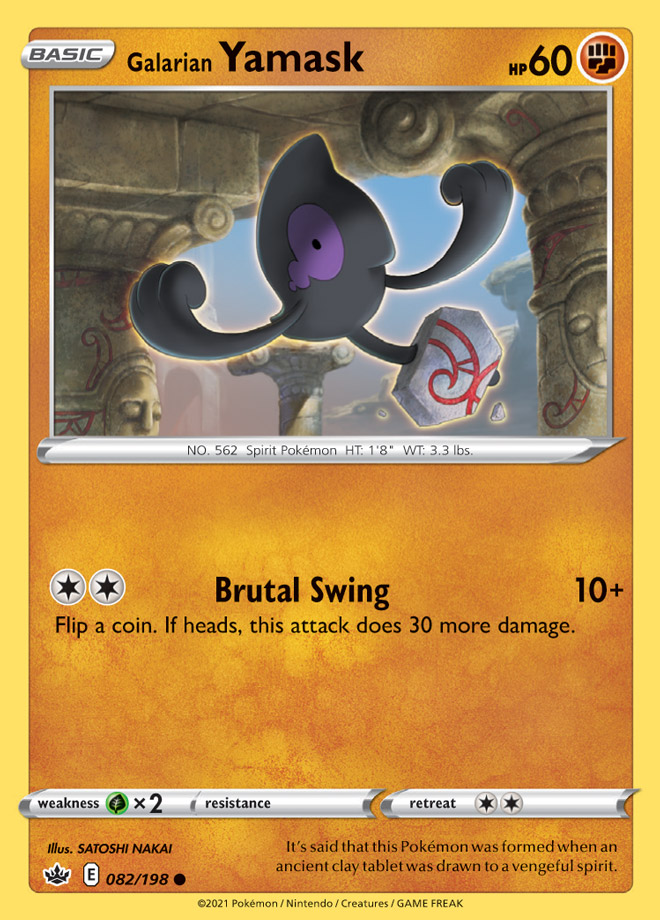 BASIC
Galarian Yamask
HP60
NO. 562 Spirit Pokémon HT: 1'8" WT: 3.3 lbs.
Brutal Swing 10+
Flip a coin. If heads, this attack does 30 more damage.
weakness ×2 resistance retreat
Illus. SATOSHI NAKAI
It's said that this Pokémon was formed when an
ancient clay tablet was drawn to a vengeful spirit.
E 082/198
©2021 Pokémon / Nintendo / Creatures / GAME FREAK